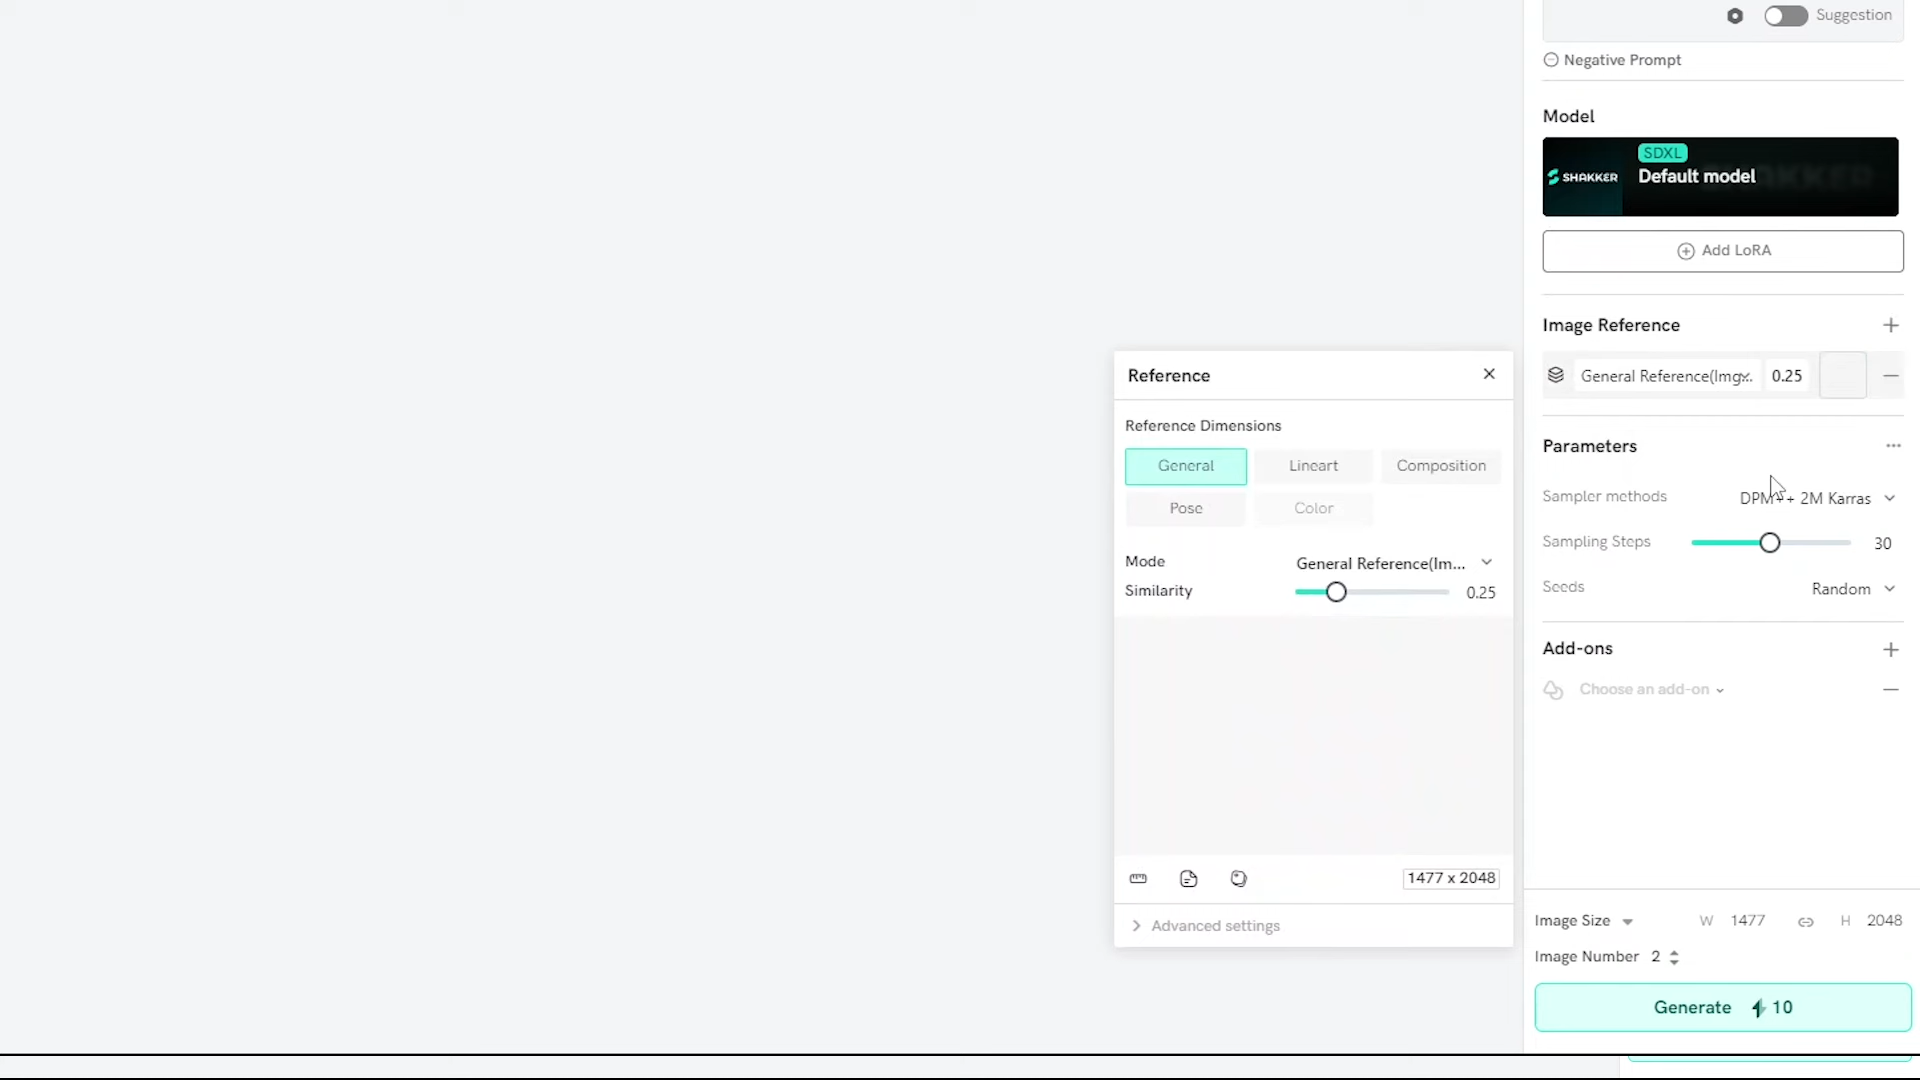 Suggestion
Negative Prompt
Model
SDXL
SHAKKER
Default model
Add LoRA
Image Reference
General Reference(Img... 0.25
Parameters
Sampler methods DPM++ 2M Karras
Sampling Steps 30
Seeds Random
Add-ons
Choose an add-on
Reference
Reference Dimensions
General Lineart Composition
Pose Color
Mode General Reference(Im...
Similarity 0.25
1477 x 2048
Advanced settings
Image Size W 1477 H 2048
Image Number 2
Generate 10